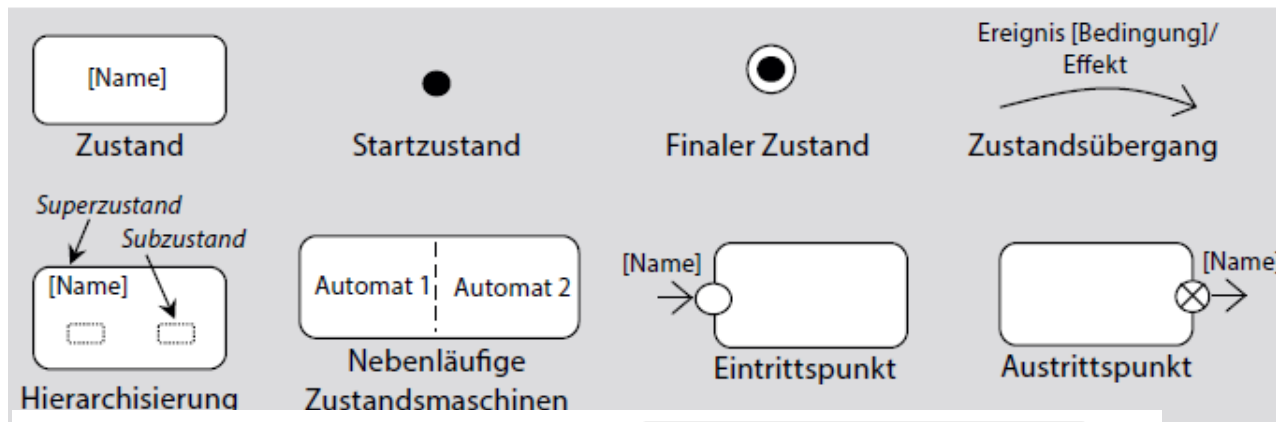 Ereignis [Bedingung]/
Effekt
[Name]
Zustand
Startzustand
Finaler Zustand
Zustandsübergang
Superzustand
Subzustand
[Name]
Automat 1
Automat 2
[Name]
[Name]
Hierarchisierung
Nebenläufige
Zustandsmaschinen
Eintrittspunkt
Austrittspunkt